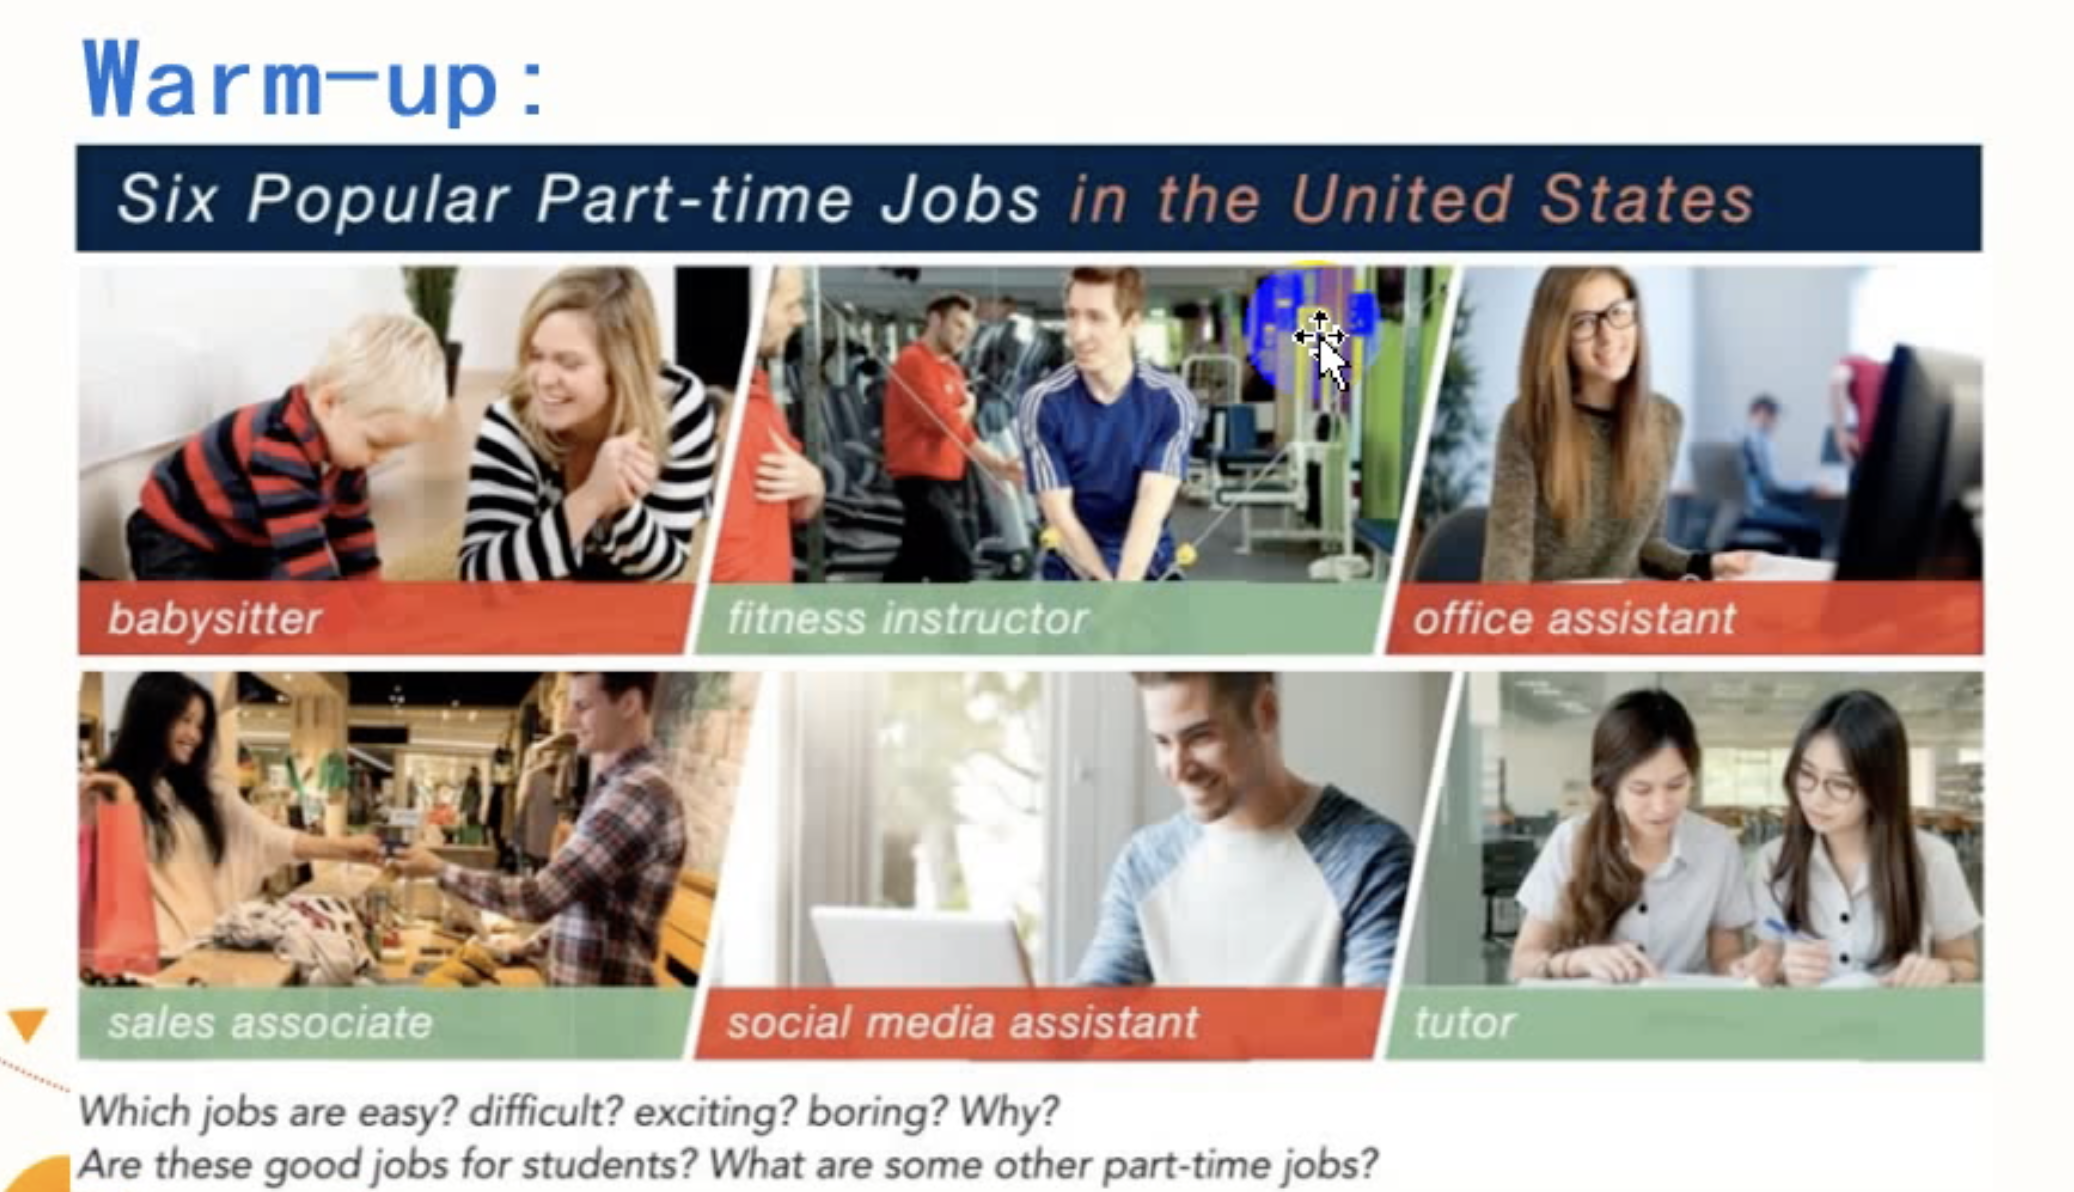 Warm-up:
Six Popular Part-time Jobs in the United States
babysitter
fitness instructor
office assistant
sales associate
social media assistant
tutor
Which jobs are easy? difficult? exciting? boring? Why?
Are these good jobs for students? What are some other part-time jobs?